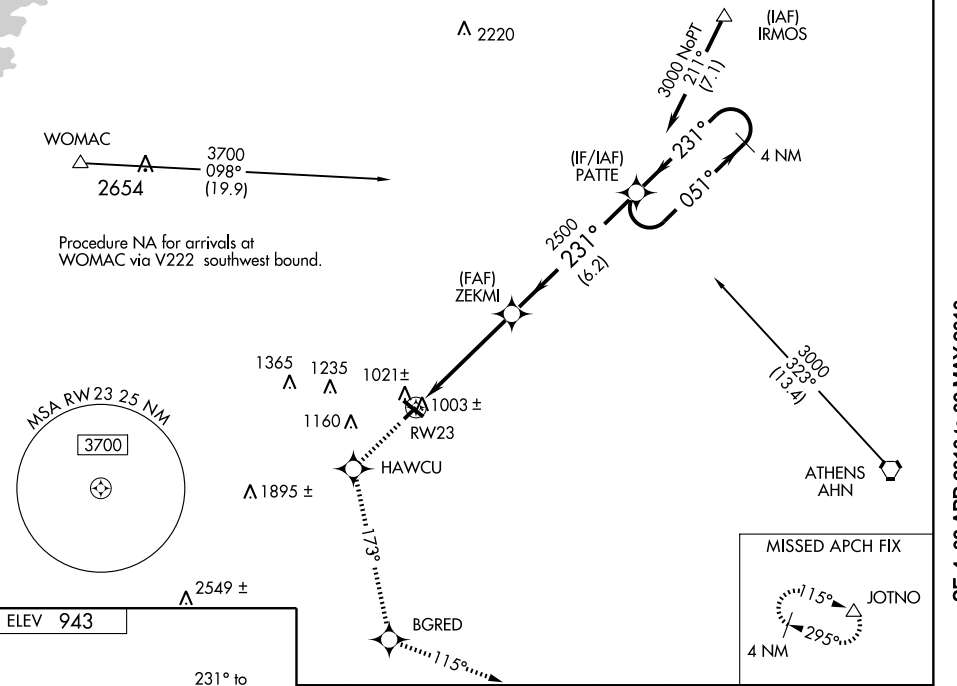 (IAF)
IRMOS
2220
3000 NoPT
211°
(7.1)
WOMAC
3700
098°
(19.9)
2654
231°
4 NM
(IF/IAF)
PATTE
051°
Procedure NA for arrivals at
WOMAC via V222 southwest bound.
2500
231°
(6.2)
(FAF)
ZEKMI
3000
323°
(13.4)
1365
1235
1021±
1003 ±
1160
RW23
MSA RW 23 25 NM
3700
HAWCU
ATHENS
AHN
1895 ±
173°
MISSED APCH FIX
115°
JOTNO
295°
4 NM
2549 ±
ELEV 943
BGRED
115°
231° to